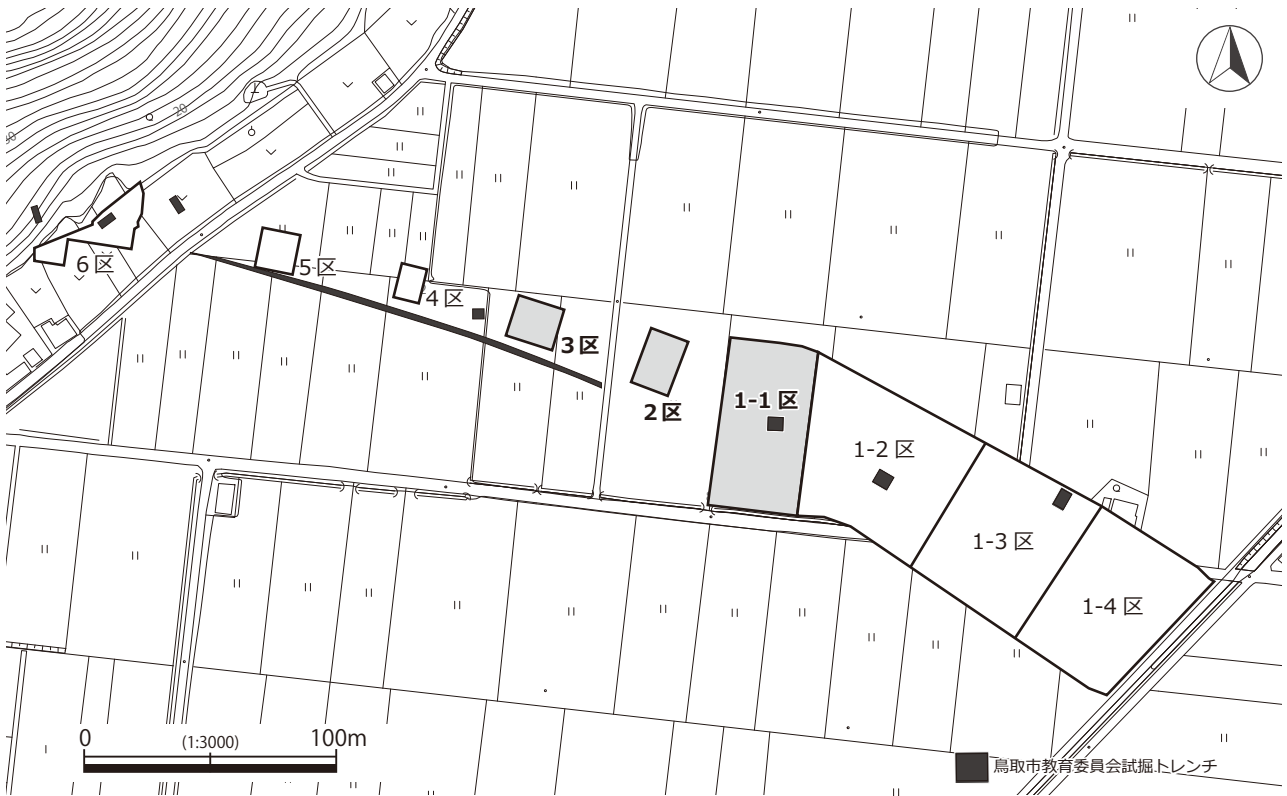 20
6区
5区
4区
3区
2区
1-1 区
1-2 区
1-3 区
1-4 区
0
(1:3000)
100m
鳥取市教育委員会試掘トレンチ